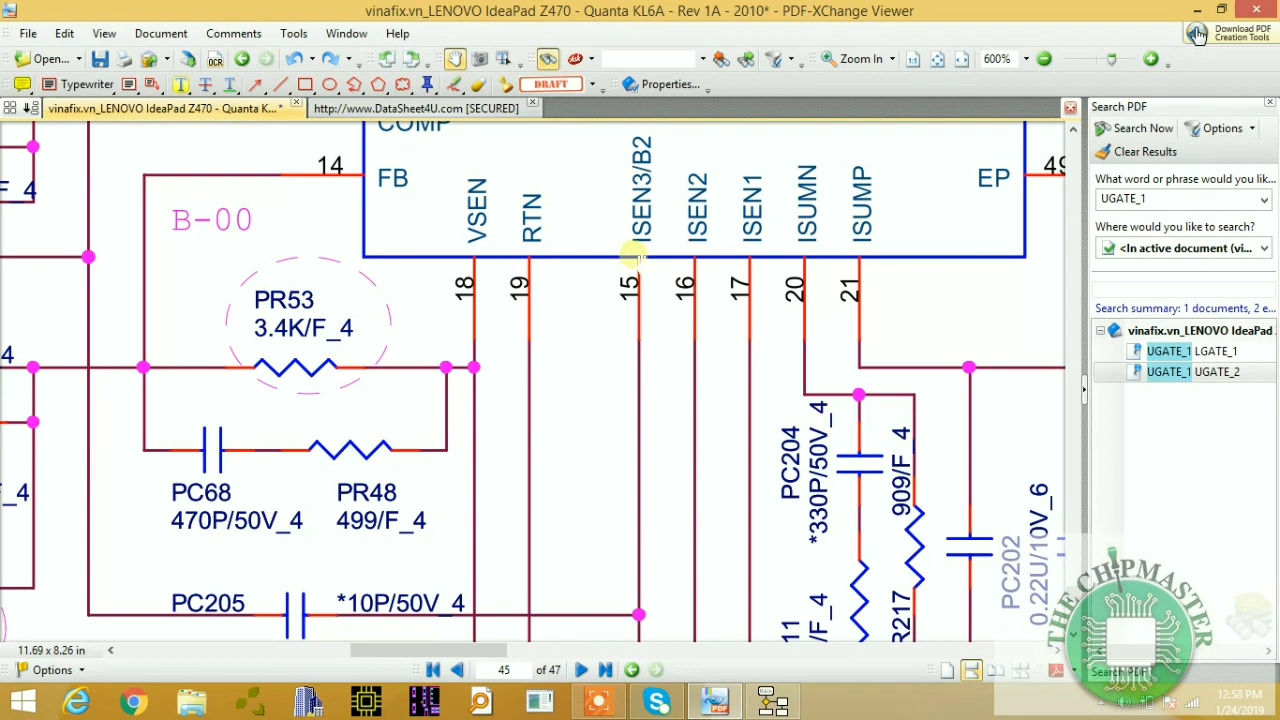 vinafix.vn_LENOVO IdeaPad Z470 - Quanta KL6A - Rev 1A - 2010* - PDF-XChange Viewer
File Edit View Document Comments Tools Window Help
Download PDF
Creation Tools
Open...
OCR
Zoom In
600%
Typewriter
DRAFT
Properties...
vinafix.vn_LENOVO IdeaPad Z470 - Quanta K... *
http://www.DataSheet4U.com [SECURED]
Search PDF
Search Now
Options
Clear Results
What word or phrase would you lik...
UGATE_1
Where would you like to search?
<In active document (vi...
Search summary: 1 documents, 2 e...
vinafix.vn_LENOVO IdeaPad
UGATE_1 LGATE_1
UGATE_1 UGATE_2
COMP
14
FB
VSEN
RTN
ISEN3/B2
ISEN2
ISEN1
ISUMN
ISUMP
EP
49
_4
B-00
18
19
15
16
17
20
21
PR53
3.4K/F_4
4
PC68
470P/50V_4
PR48
499/F_4
_4
PC204
*330P/50V_4
909/F_4
PC202
0.22U/10V_6
PC205
*10P/50V_4
11
/F_4
R217
THE CHIPMASTER
11.69 x 8.26 in
Options
45 of 47
Search PDF
12:58 PM
1/24/2019